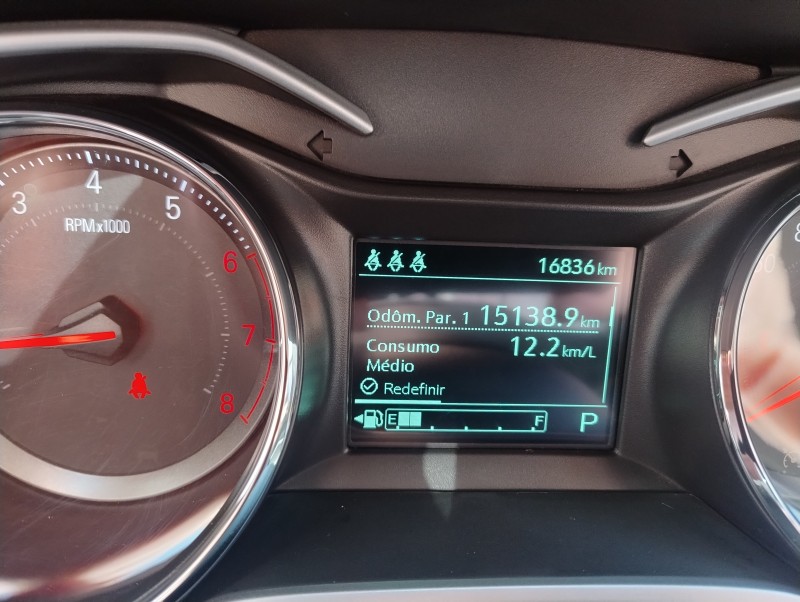 3
4
5
6
7
8
RPMx1000
16836 km
Odôm. Par. 1 15138.9 km
Consumo 12.2 km/L
Médio
Redefinir
E F P